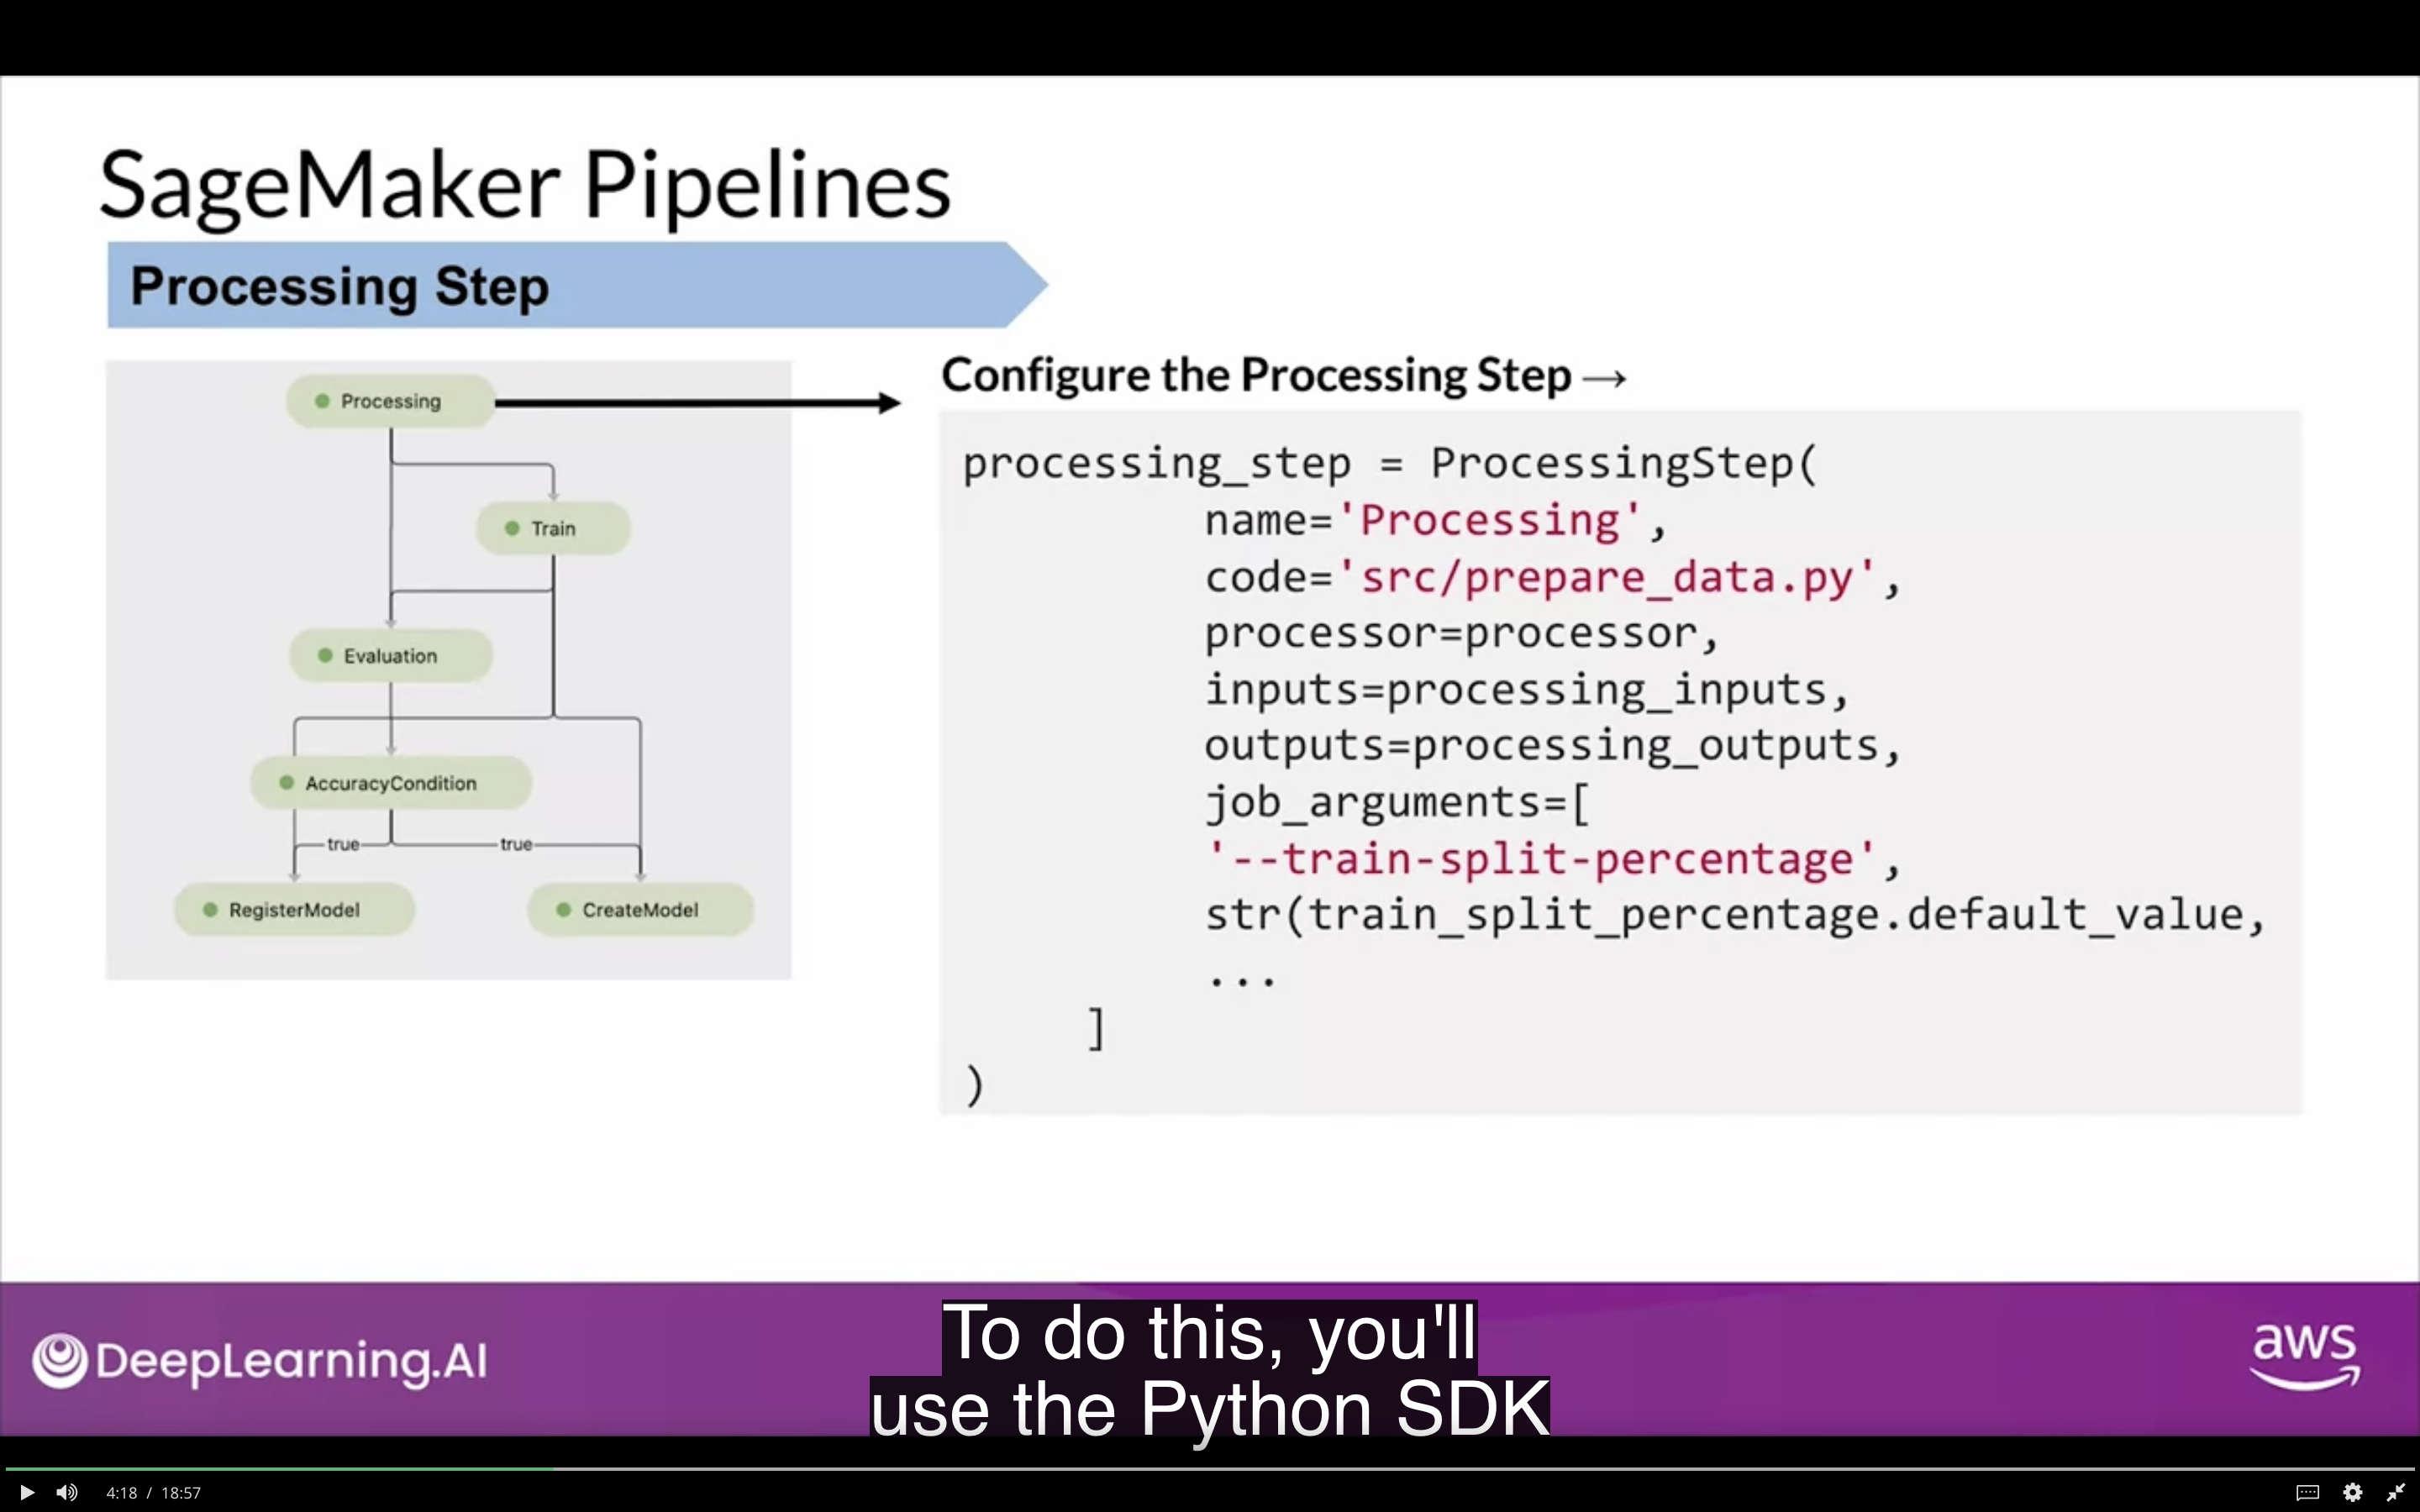 SageMaker Pipelines
Processing Step
Processing
Train
Evaluation
AccuracyCondition
true
true
RegisterModel
CreateModel
Configure the Processing Step →
processing_step = ProcessingStep(
name='Processing',
code='src/prepare_data.py',
processor=processor,
inputs=processing_inputs,
outputs=processing_outputs,
job_arguments=[
'--train-split-percentage',
str(train_split_percentage.default_value,
...
]
)
DeepLearning.AI
To do this, you'll
use the Python SDK
aws
4:18 / 18:57